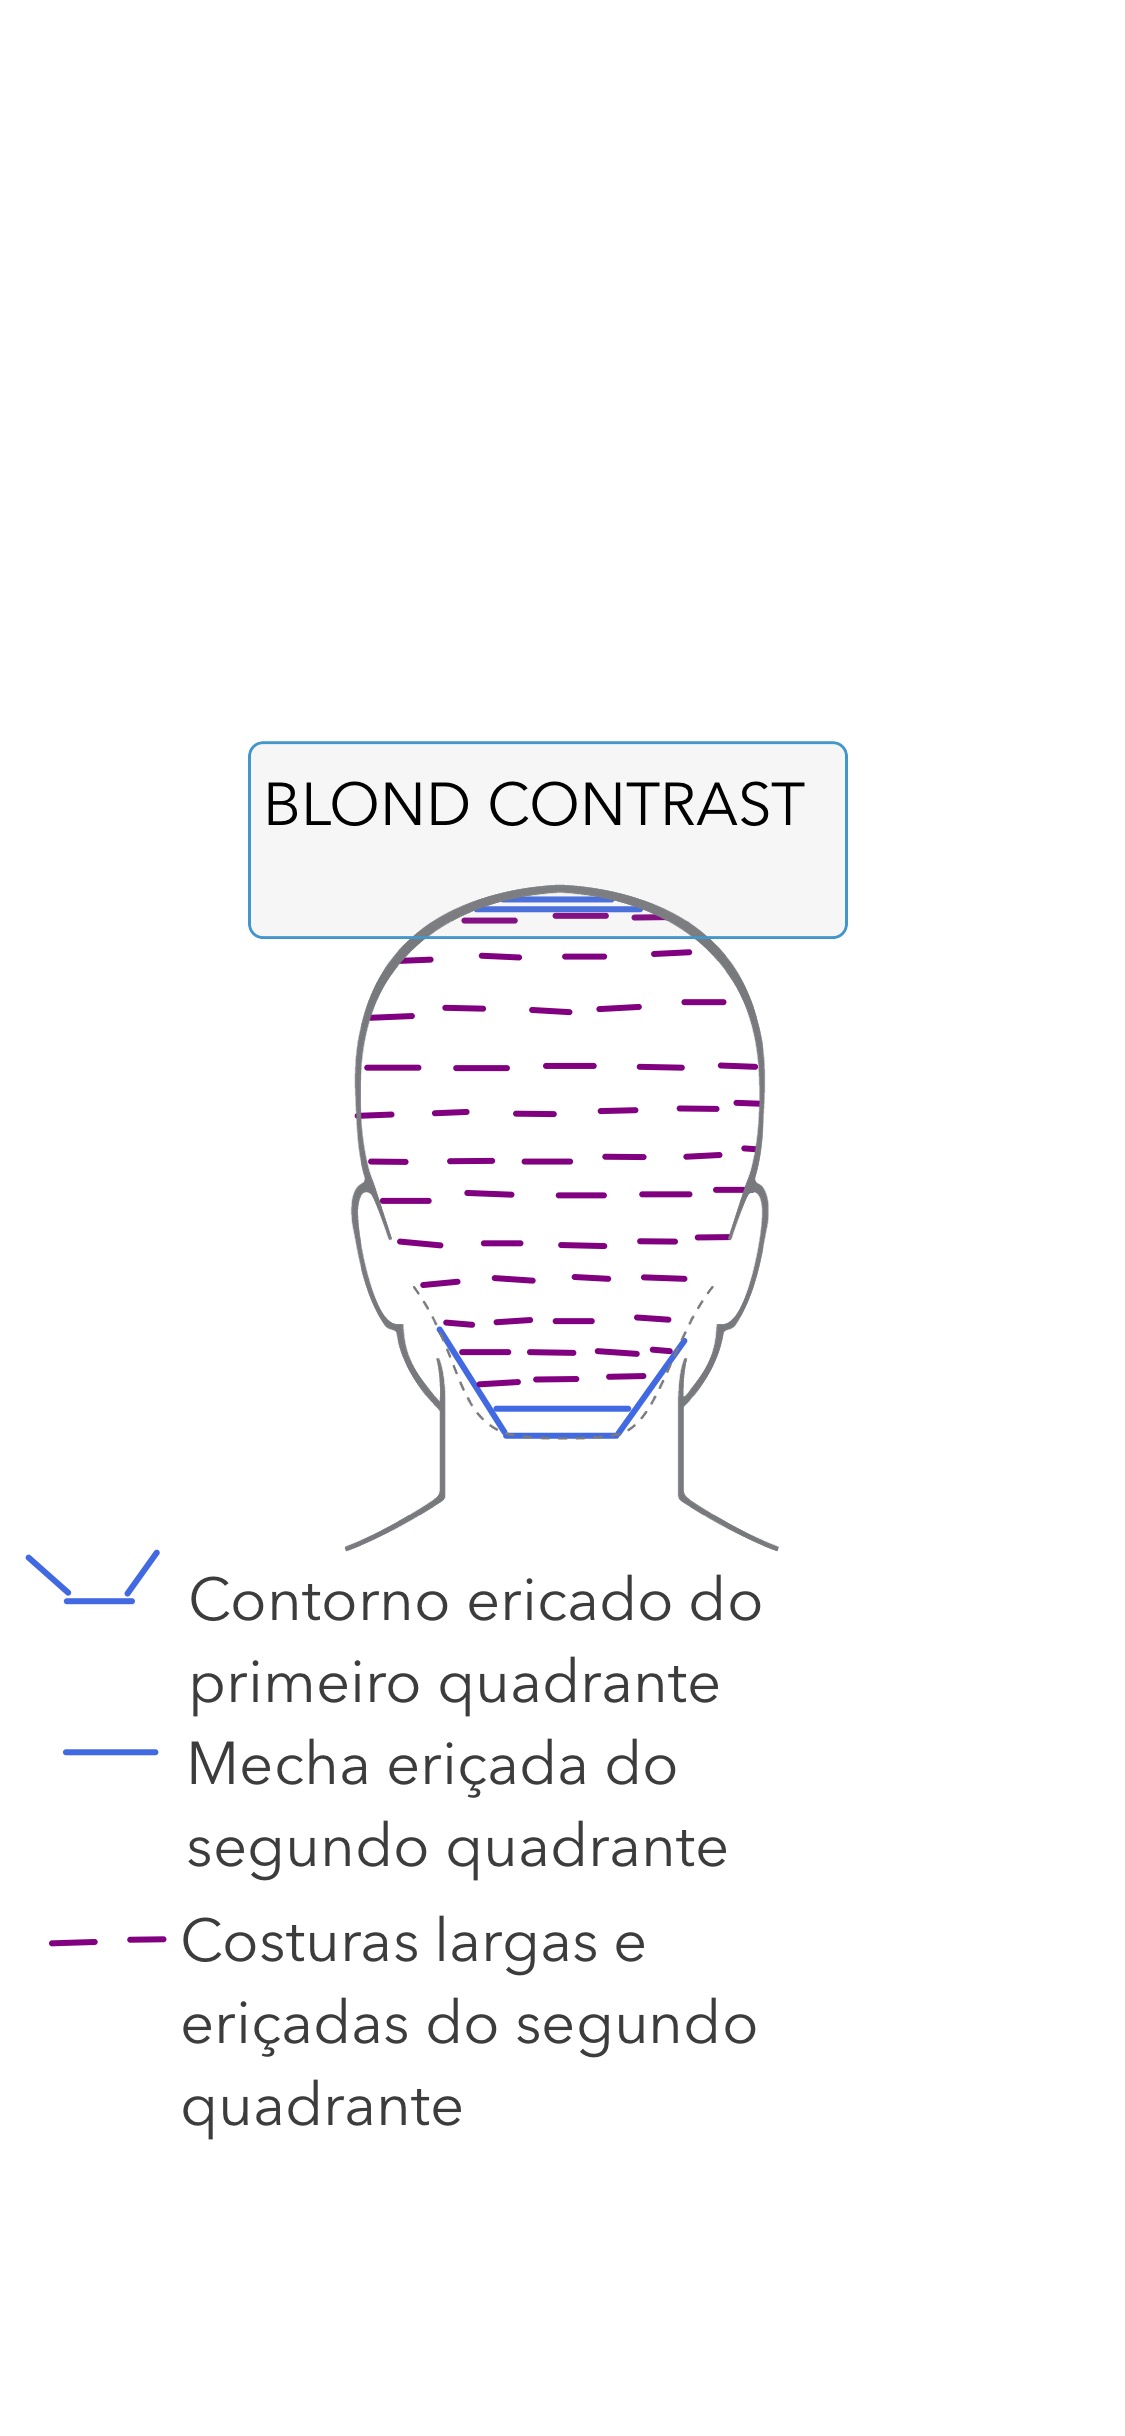 BLOND CONTRAST
Contorno ericado do
primeiro quadrante
Mecha eriçada do
segundo quadrante
Costuras largas e
eriçadas do segundo
quadrante